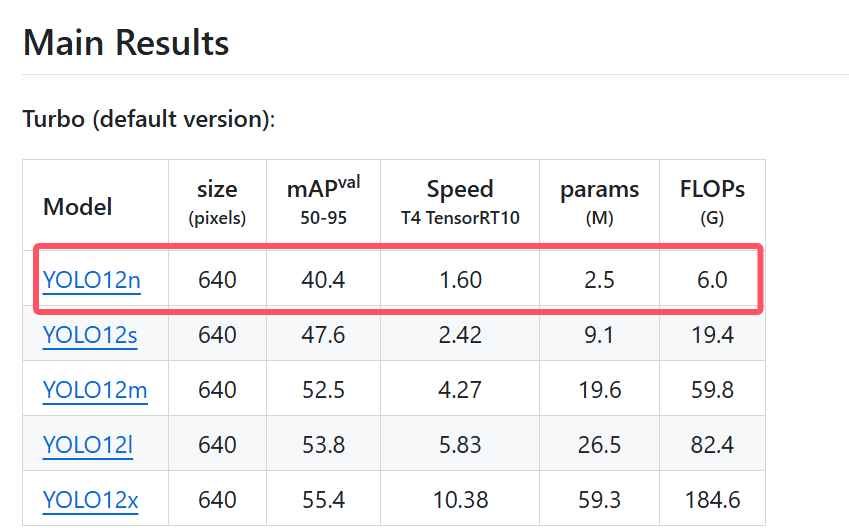 Main Results
Turbo (default version):
Model size (pixels) mAPval 50-95 Speed T4 TensorRT10 params (M) FLOPs (G)
YOLO12n 640 40.4 1.60 2.5 6.0
YOLO12s 640 47.6 2.42 9.1 19.4
YOLO12m 640 52.5 4.27 19.6 59.8
YOLO12l 640 53.8 5.83 26.5 82.4
YOLO12x 640 55.4 10.38 59.3 184.6